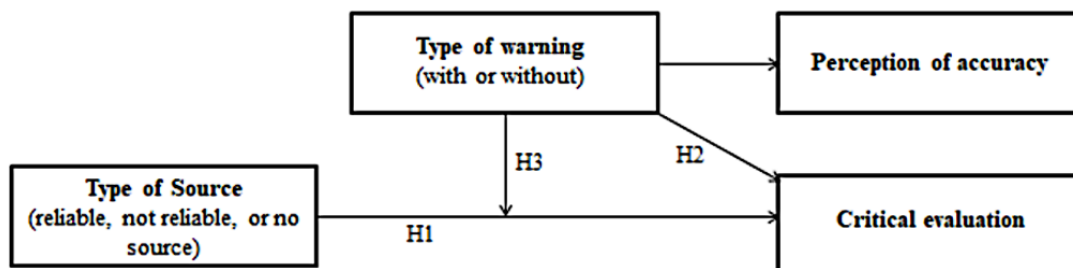 Type of warning
(with or without)
Perception of accuracy
H3
H2
Type of Source
(reliable, not reliable, or no
source)
H1
Critical evaluation